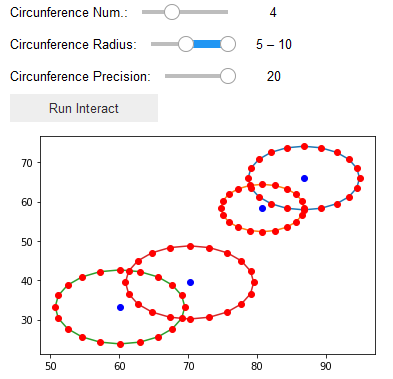 Circunference Num.: 4
Circunference Radius: 5 – 10
Circunference Precision: 20
Run Interact
70
60
50
40
30
50 60 70 80 90